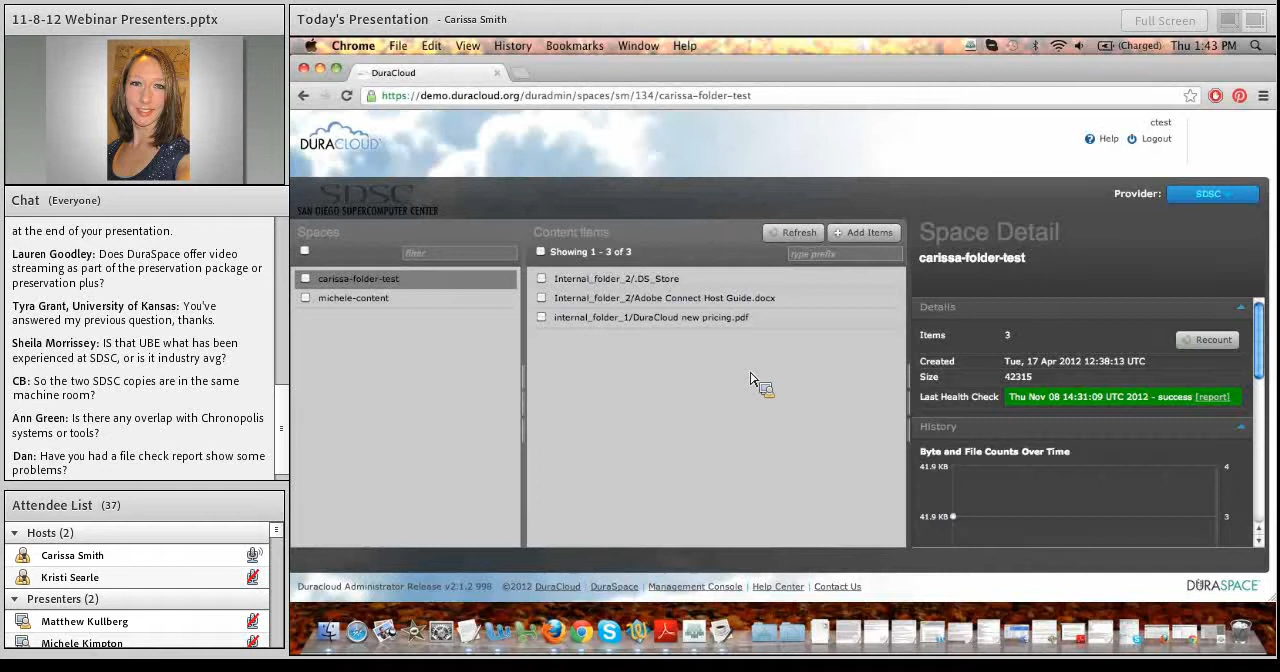 11-8-12 Webinar Presenters.pptx
Chat (Everyone)
at the end of your presentation.
Lauren Goodley: Does DuraSpace offer video
streaming as part of the preservation package or
preservation plus?
Tyra Grant, University of Kansas: You've
answered my previous question, thanks.
Sheila Morrissey: IS that UBE what has been
experienced at SDSC, or is it industry avg?
CB: So the two SDSC copies are in the same
machine room?
Ann Green: Is there any overlap with Chronopolis
systems or tools?
Dan: Have you had a file check report show some
problems?
Attendee List (37)
Hosts (2)
Carissa Smith
Kristi Searle
Presenters (2)
Matthew Kullberg
Michele Kimpton
Today's Presentation - Carissa Smith
Full Screen
Chrome File Edit View History Bookmarks Window Help
(Charged) Thu 1:43 PM
DuraCloud
https://demo.duracloud.org/duradmin/spaces/sm/134/carissa-folder-test
DURACLOUD
ctest
Help Logout
SDSC
SAN DIEGO SUPERCOMPUTER CENTER
Provider: SDSC
Spaces
filter
carissa-folder-test
michele-content
Content Items
Refresh + Add Items
Showing 1 - 3 of 3
type prefix
Internal_folder_2/.DS_Store
Internal_folder_2/Adobe Connect Host Guide.docx
internal_folder_1/DuraCloud new pricing.pdf
Space Detail
carissa-folder-test
Details
Items 3
Recount
Created Tue, 17 Apr 2012 12:38:13 UTC
Size 42315
Last Health Check Thu Nov 08 14:31:09 UTC 2012 - success [report]
History
Byte and File Counts Over Time
41.9 KB 4
41.9 KB 3
Duracloud Administrator Release v2.1.2 998 ©2012 DuraCloud | DuraSpace | Management Console | Help Center | Contact Us
DURASPACE